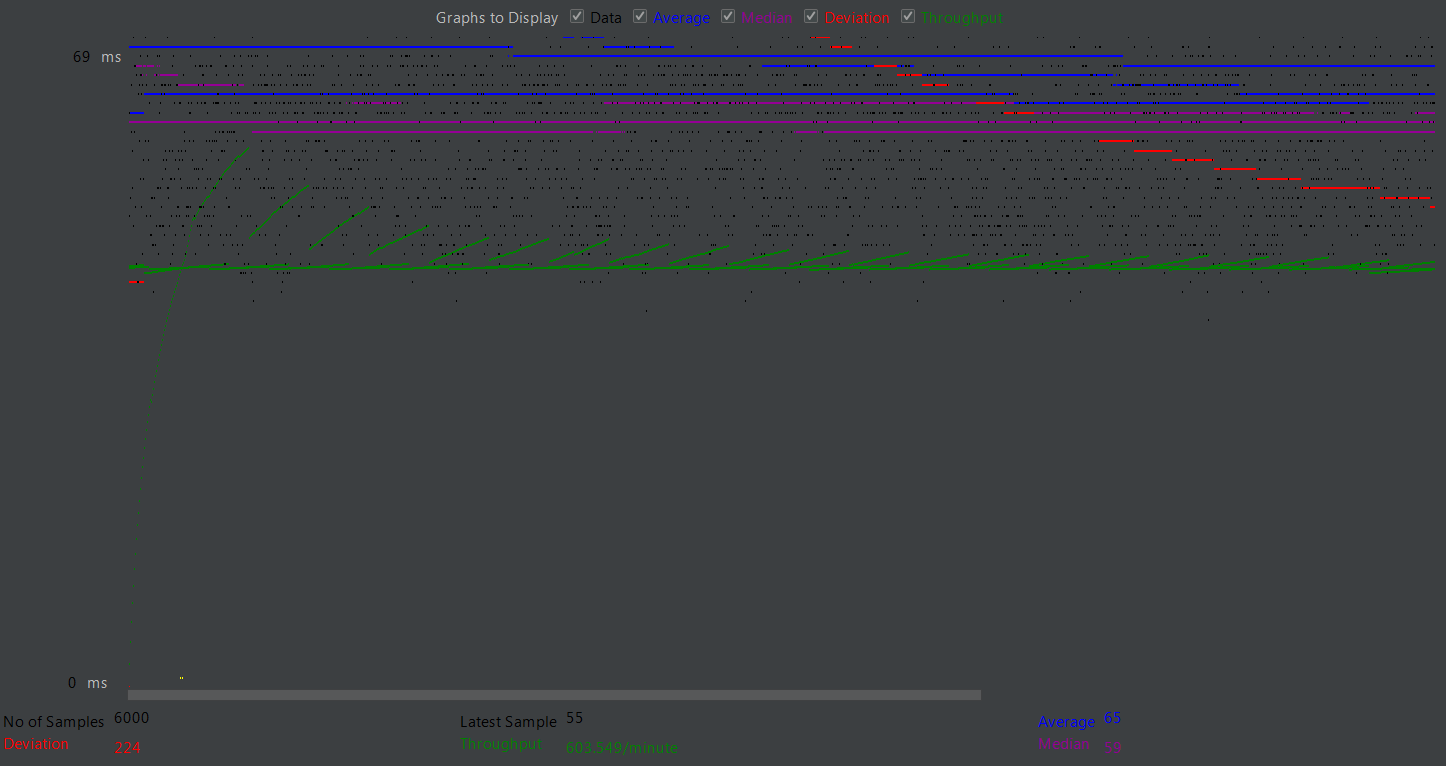 Graphs to Display Data Average Median Deviation Throughput
69 ms
0 ms
No of Samples 6000 Latest Sample 55 Average 65
Deviation 224 Throughput 603.549/minute Median 59